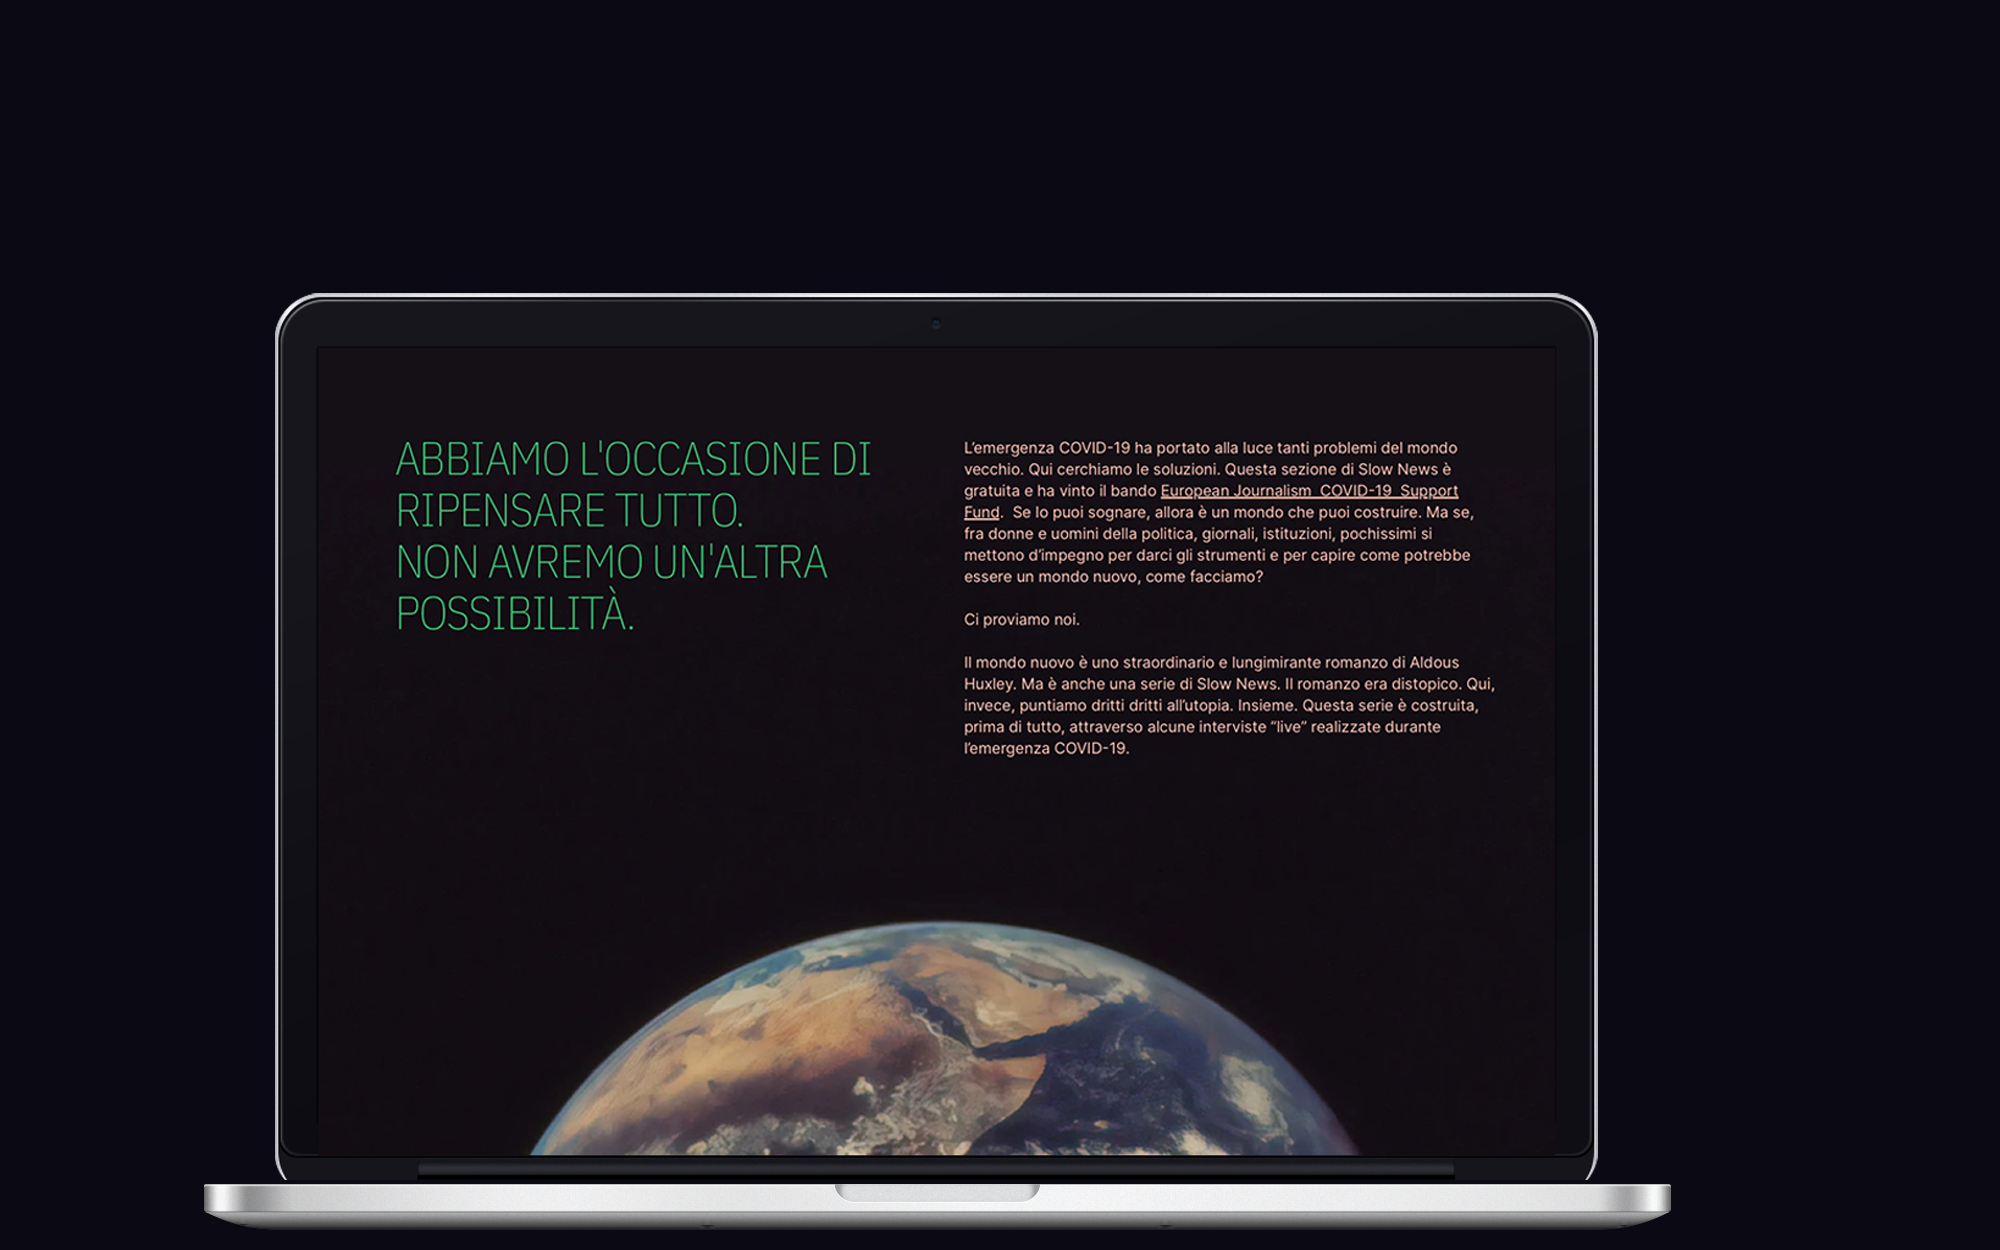 ABBIAMO L'OCCASIONE DI
RIPENSARE TUTTO.
NON AVREMO UN'ALTRA
POSSIBILITÀ.
L’emergenza COVID-19 ha portato alla luce tanti problemi del mondo
vecchio. Qui cerchiamo le soluzioni. Questa sezione di Slow News è
gratuita e ha vinto il bando European Journalism COVID-19 Support
Fund. Se lo puoi sognare, allora è un mondo che puoi costruire. Ma se,
fra donne e uomini della politica, giornali, istituzioni, pochissimi si
mettono d’impegno per darci gli strumenti e per capire come potrebbe
essere un mondo nuovo, come facciamo?
Ci proviamo noi.
Il mondo nuovo è uno straordinario e lungimirante romanzo di Aldous
Huxley. Ma è anche una serie di Slow News. Il romanzo era distopico. Qui,
invece, puntiamo dritti dritti all’utopia. Insieme. Questa serie è costruita,
prima di tutto, attraverso alcune interviste “live” realizzate durante
l’emergenza COVID-19.